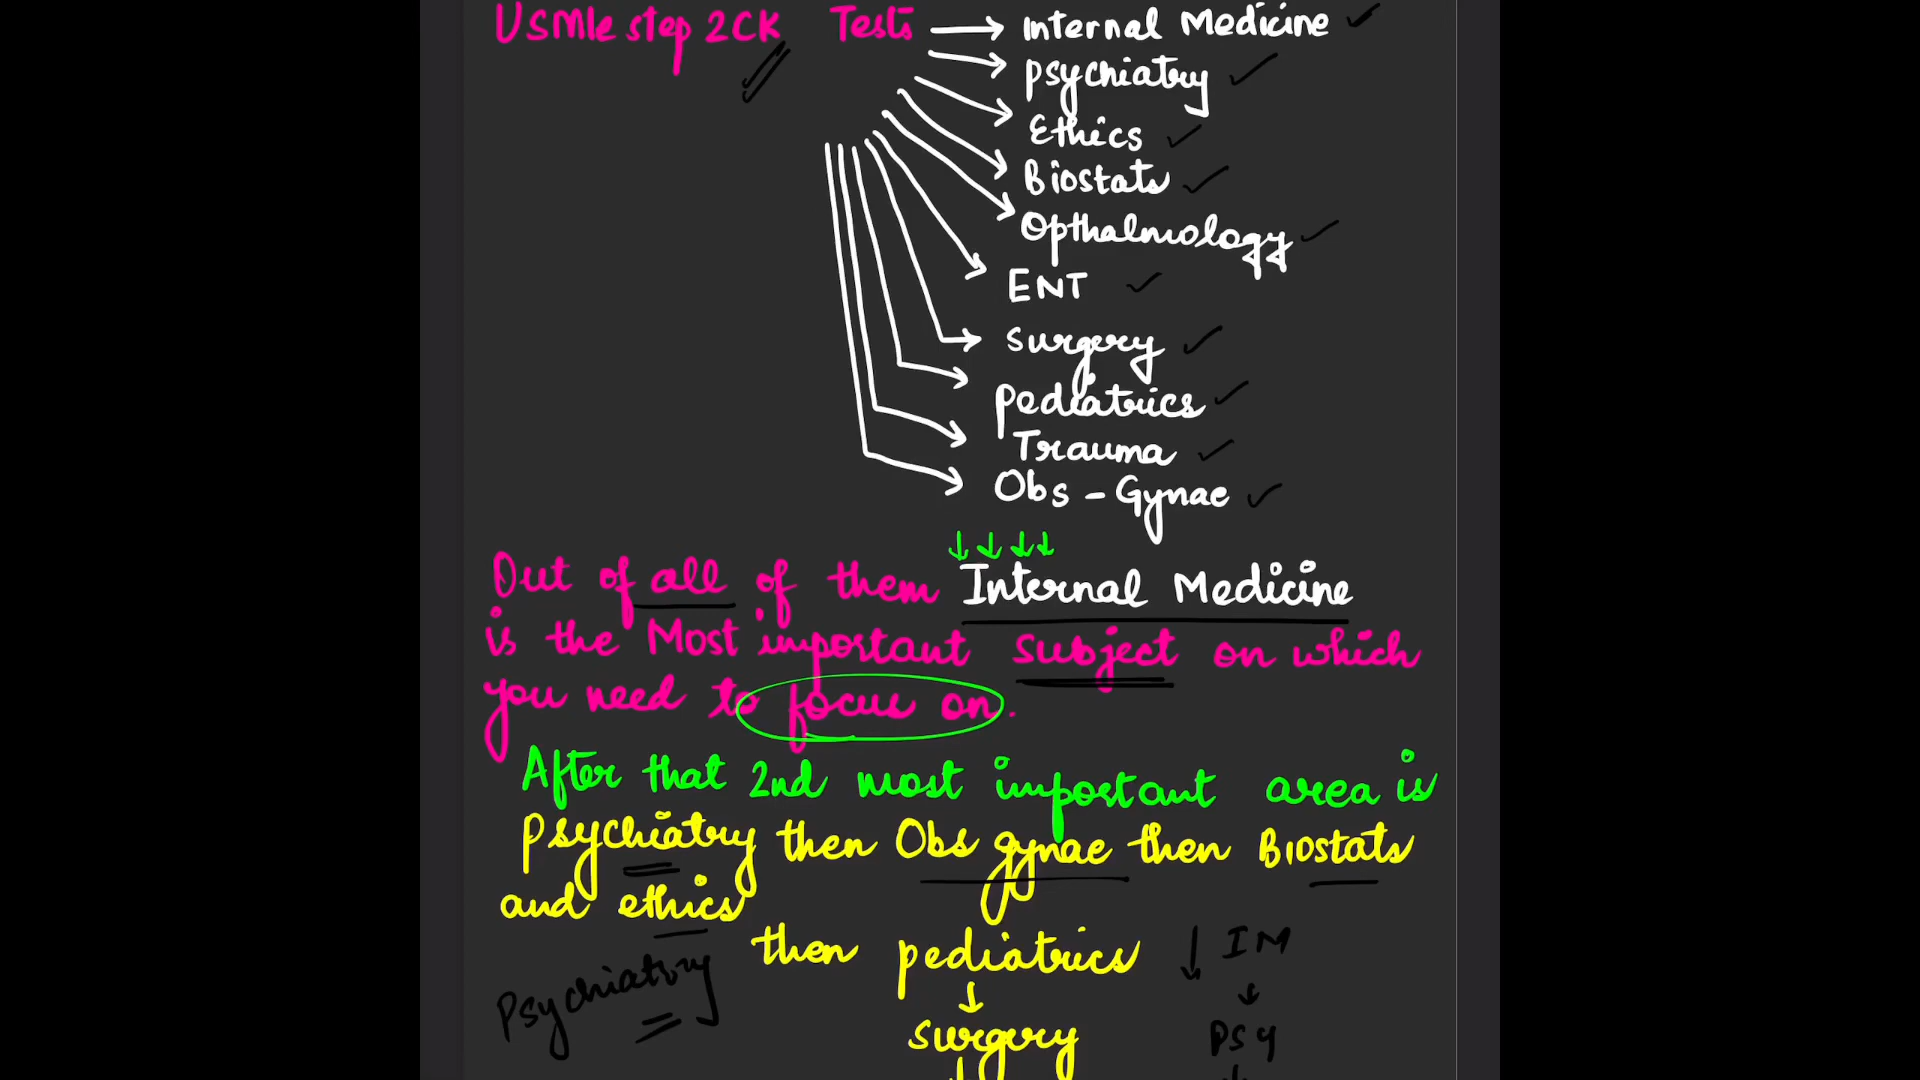 USMle step 2CK Tests Internal Medicine
psychiatry
Ethics
Biostats
Opthalmology
ENT
surgery
pediatrics
Trauma
Obs - Gynae
Out of all of them Internal Medicine
is the Most important subject on which
you need to focus on.
After that 2nd most important area is
Psychiatry then Obs gynae then Biostats
and ethics
then pediatrics
IM
Psychiatry
surgery
PSY